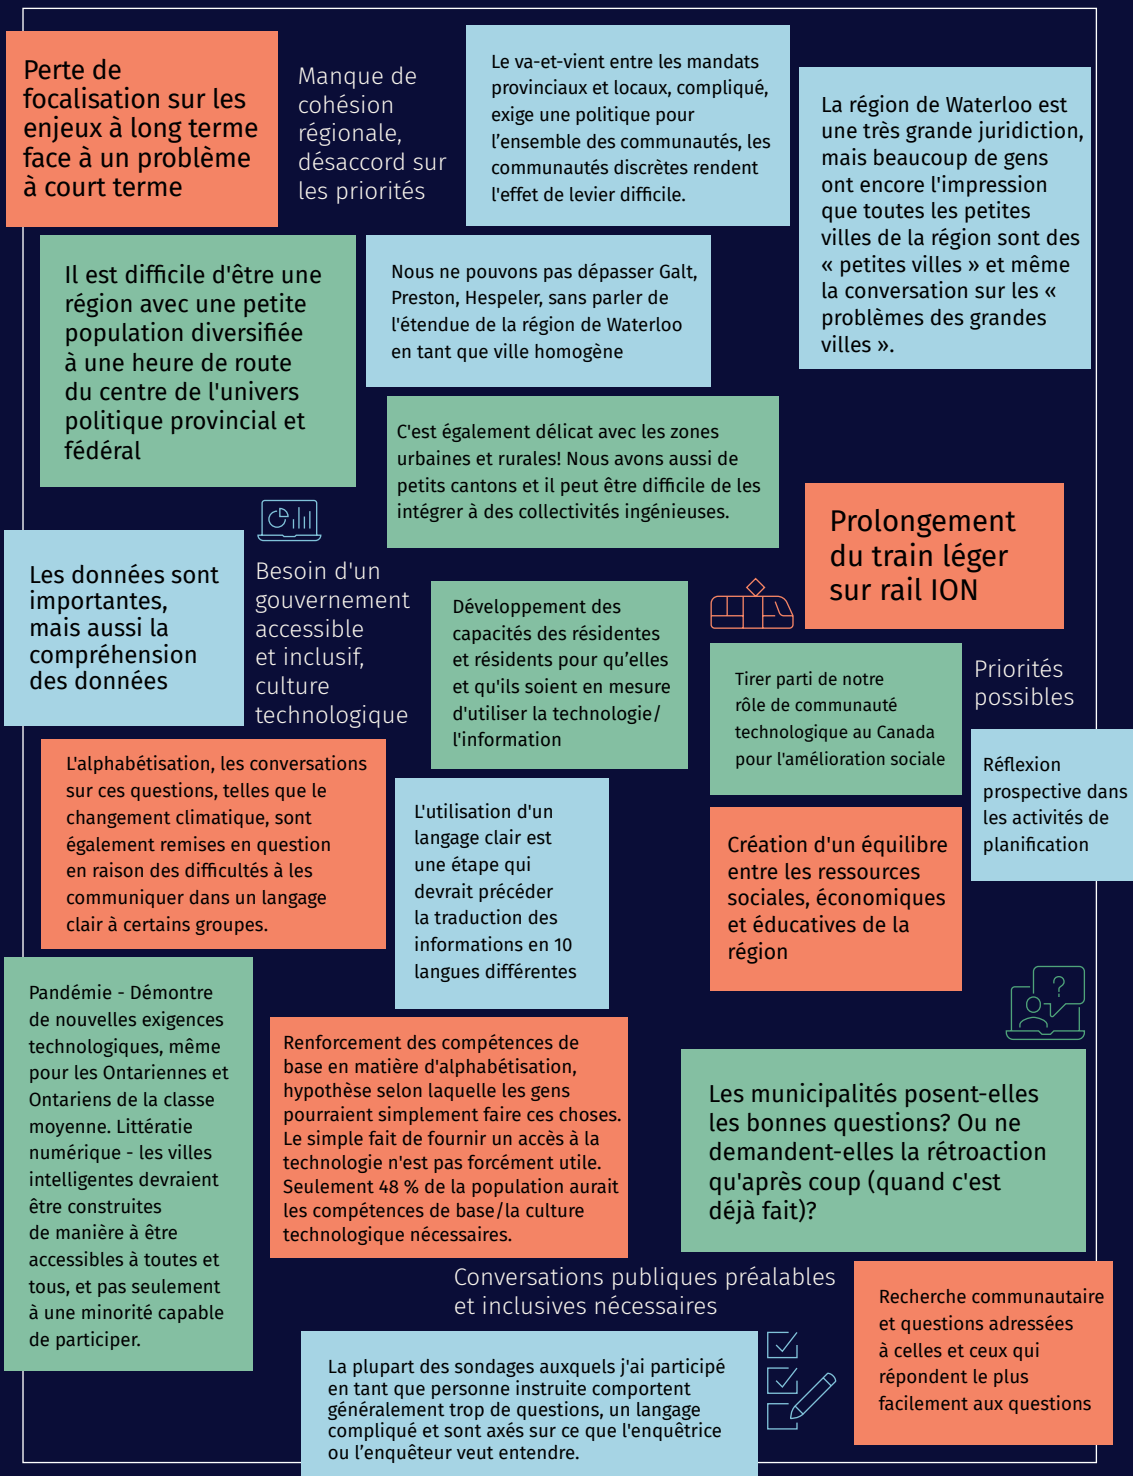 Perte de
focalisation sur les
enjeux à long terme
face à un problème
à court terme
Manque de
cohésion
régionale,
désaccord sur
les priorités
Le va-et-vient entre les mandats
provinciaux et locaux, compliqué,
exige une politique pour
l’ensemble des communautés, les
communautés discrètes rendent
l'effet de levier difficile.
La région de Waterloo est
une très grande juridiction,
mais beaucoup de gens
ont encore l'impression
que toutes les petites
villes de la région sont des
« petites villes » et même
la conversation sur les «
problèmes des grandes
villes ».
Il est difficile d'être une
région avec une petite
population diversifiée
à une heure de route
du centre de l'univers
politique provincial et
fédéral
Nous ne pouvons pas dépasser Galt,
Preston, Hespeler, sans parler de
l'étendue de la région de Waterloo
en tant que ville homogène
C'est également délicat avec les zones
urbaines et rurales! Nous avons aussi de
petits cantons et il peut être difficile de les
intégrer à des collectivités ingénieuses.
Prolongement
du train léger
sur rail ION
Les données sont
importantes,
mais aussi la
compréhension
des données
Besoin d'un
gouvernement
accessible
et inclusif,
culture
technologique
Développement des
capacités des résidentes
et résidents pour qu’elles
et qu'ils soient en mesure
d'utiliser la technologie/
l'information
Tirer parti de notre
rôle de communauté
technologique au Canada
pour l'amélioration sociale
Priorités
possibles
Réflexion
prospective dans
les activités de
planification
L'alphabétisation, les conversations
sur ces questions, telles que le
changement climatique, sont
également remises en question
en raison des difficultés à les
communiquer dans un langage
clair à certains groupes.
L'utilisation d'un
langage clair est
une étape qui
devrait précéder
la traduction des
informations en 10
langues différentes
Création d'un équilibre
entre les ressources
sociales, économiques
et éducatives de la
région
Pandémie - Démontre
de nouvelles exigences
technologiques, même
pour les Ontariennes et
Ontariens de la classe
moyenne. Littératie
numérique - les villes
intelligentes devraient
être construites
de manière à être
accessibles à toutes et
tous, et pas seulement
à une minorité capable
de participer.
Renforcement des compétences de
base en matière d'alphabétisation,
hypothèse selon laquelle les gens
pourraient simplement faire ces choses.
Le simple fait de fournir un accès à la
technologie n'est pas forcément utile.
Seulement 48 % de la population aurait
les compétences de base/la culture
technologique nécessaires.
?
Les municipalités posent-elles
les bonnes questions? Ou ne
demandent-elles la rétroaction
qu'après coup (quand c'est
déjà fait)?
Conversations publiques préalables
et inclusives nécessaires
Recherche communautaire
et questions adressées
à celles et ceux qui
répondent le plus
facilement aux questions
La plupart des sondages auxquels j'ai participé
en tant que personne instruite comportent
généralement trop de questions, un langage
compliqué et sont axés sur ce que l'enquêtrice
ou l’enquêteur veut entendre.